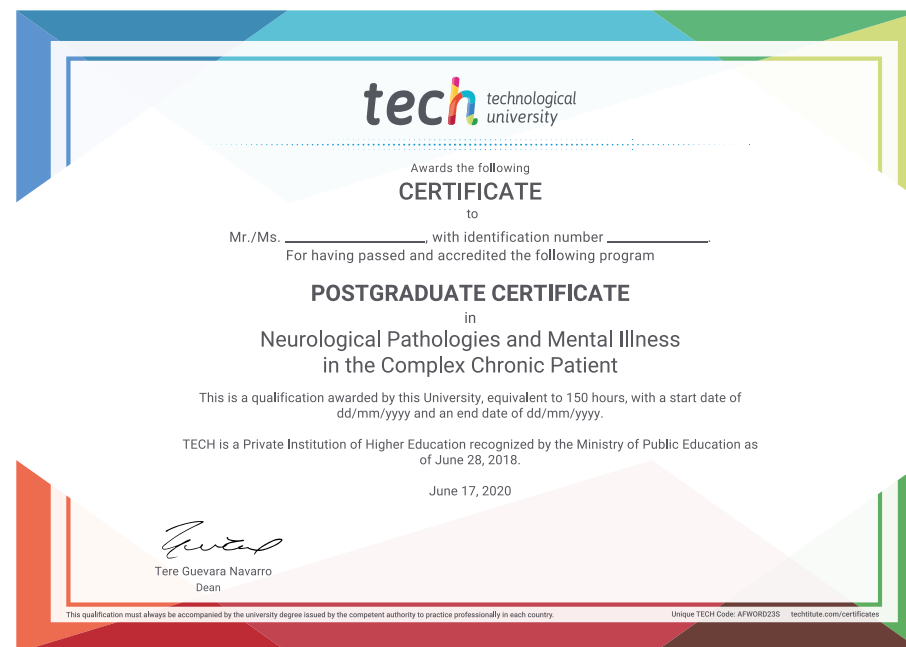 tech technological
university
Awards the following
CERTIFICATE
to
Mr./Ms. ____________________, with identification number ______________.
For having passed and accredited the following program
POSTGRADUATE CERTIFICATE
in
Neurological Pathologies and Mental Illness
in the Complex Chronic Patient
This is a qualification awarded by this University, equivalent to 150 hours, with a start date of
dd/mm/yyyy and an end date of dd/mm/yyyy.
TECH is a Private Institution of Higher Education recognized by the Ministry of Public Education as
of June 28, 2018.
June 17, 2020
Tere Guevara Navarro
Dean
This qualification must always be accompanied by the university degree issued by the competent authority to practice professionally in each country. Unique TECH Code: AFWORD23S techtitute.com/certificates